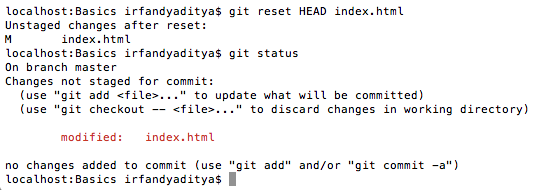 localhost:Basics irfandyaditya$ git reset HEAD index.html
Unstaged changes after reset:
M       index.html
localhost:Basics irfandyaditya$ git status
On branch master
Changes not staged for commit:
  (use "git add <file>..." to update what will be committed)
  (use "git checkout -- <file>..." to discard changes in working directory)
        modified:   index.html
no changes added to commit (use "git add" and/or "git commit -a")
localhost:Basics irfandyaditya$